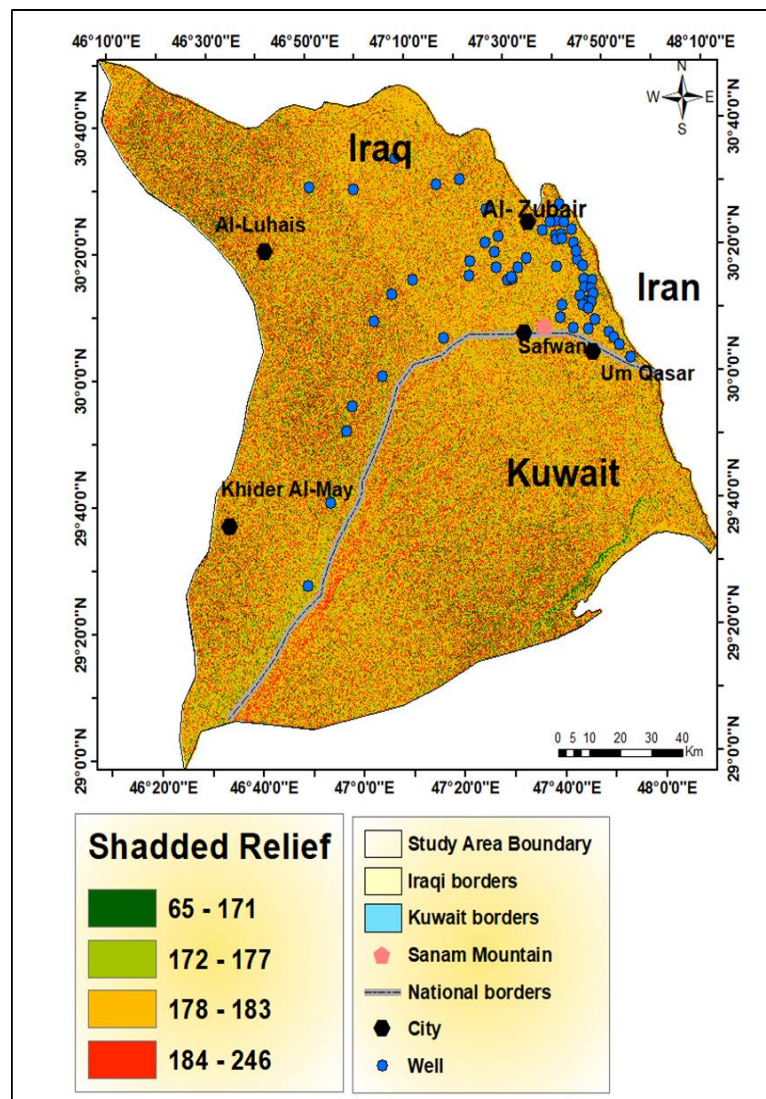 46°10'0"E 46°30'0"E 46°50'0"E 47°10'0"E 47°30'0"E 47°50'0"E 48°10'0"E
N
W E
S
30°40'0"N
30°20'0"N
30°0'0"N
29°40'0"N
29°20'0"N
29°0'0"N
30°40'0"N
30°20'0"N
30°0'0"N
29°40'0"N
29°20'0"N
29°0'0"N
Iraq
Al- Zubair
Al-Luhais
Iran
Safwan
Um Qasar
Kuwait
Khider Al-May
0 5 10 20 30 40
Km
46°20'0"E 46°40'0"E 47°0'0"E 47°20'0"E 47°40'0"E 48°0'0"E
Shadded Relief
65 - 171
172 - 177
178 - 183
184 - 246
Study Area Boundary
Iraqi borders
Kuwait borders
Sanam Mountain
National borders
City
Well